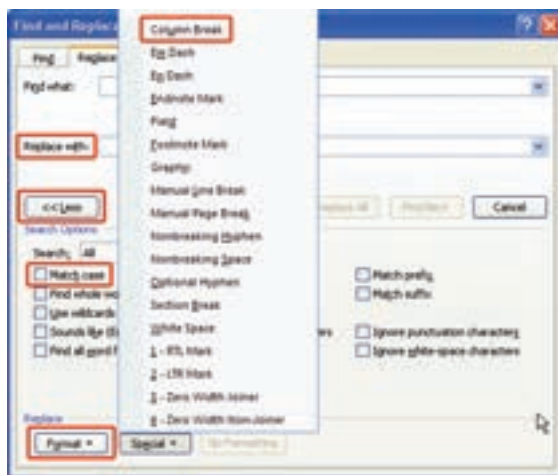 Find and Replace
Find Replace
Find what:
Replace with:
<<Less
Search Options
Search: All
Match case
Find whole wo
Use wildcards
Sounds like (E
Find all word f
Column Break
Em Dash
En Dash
Endnote Mark
Field
Footnote Mark
Graphic
Manual Line Break
Manual Page Break
Nonbreaking Hyphen
Nonbreaking Space
Optional Hyphen
Section Break
White Space
1 - RTL Mark
2 - LTR Mark
3 - Zero Width Joiner
4 - Zero Width Non-Joiner
All Find Next Cancel
Match prefix
Match suffix
Ignore punctuation characters
Ignore white-space characters
Replace
Format Special No Formatting